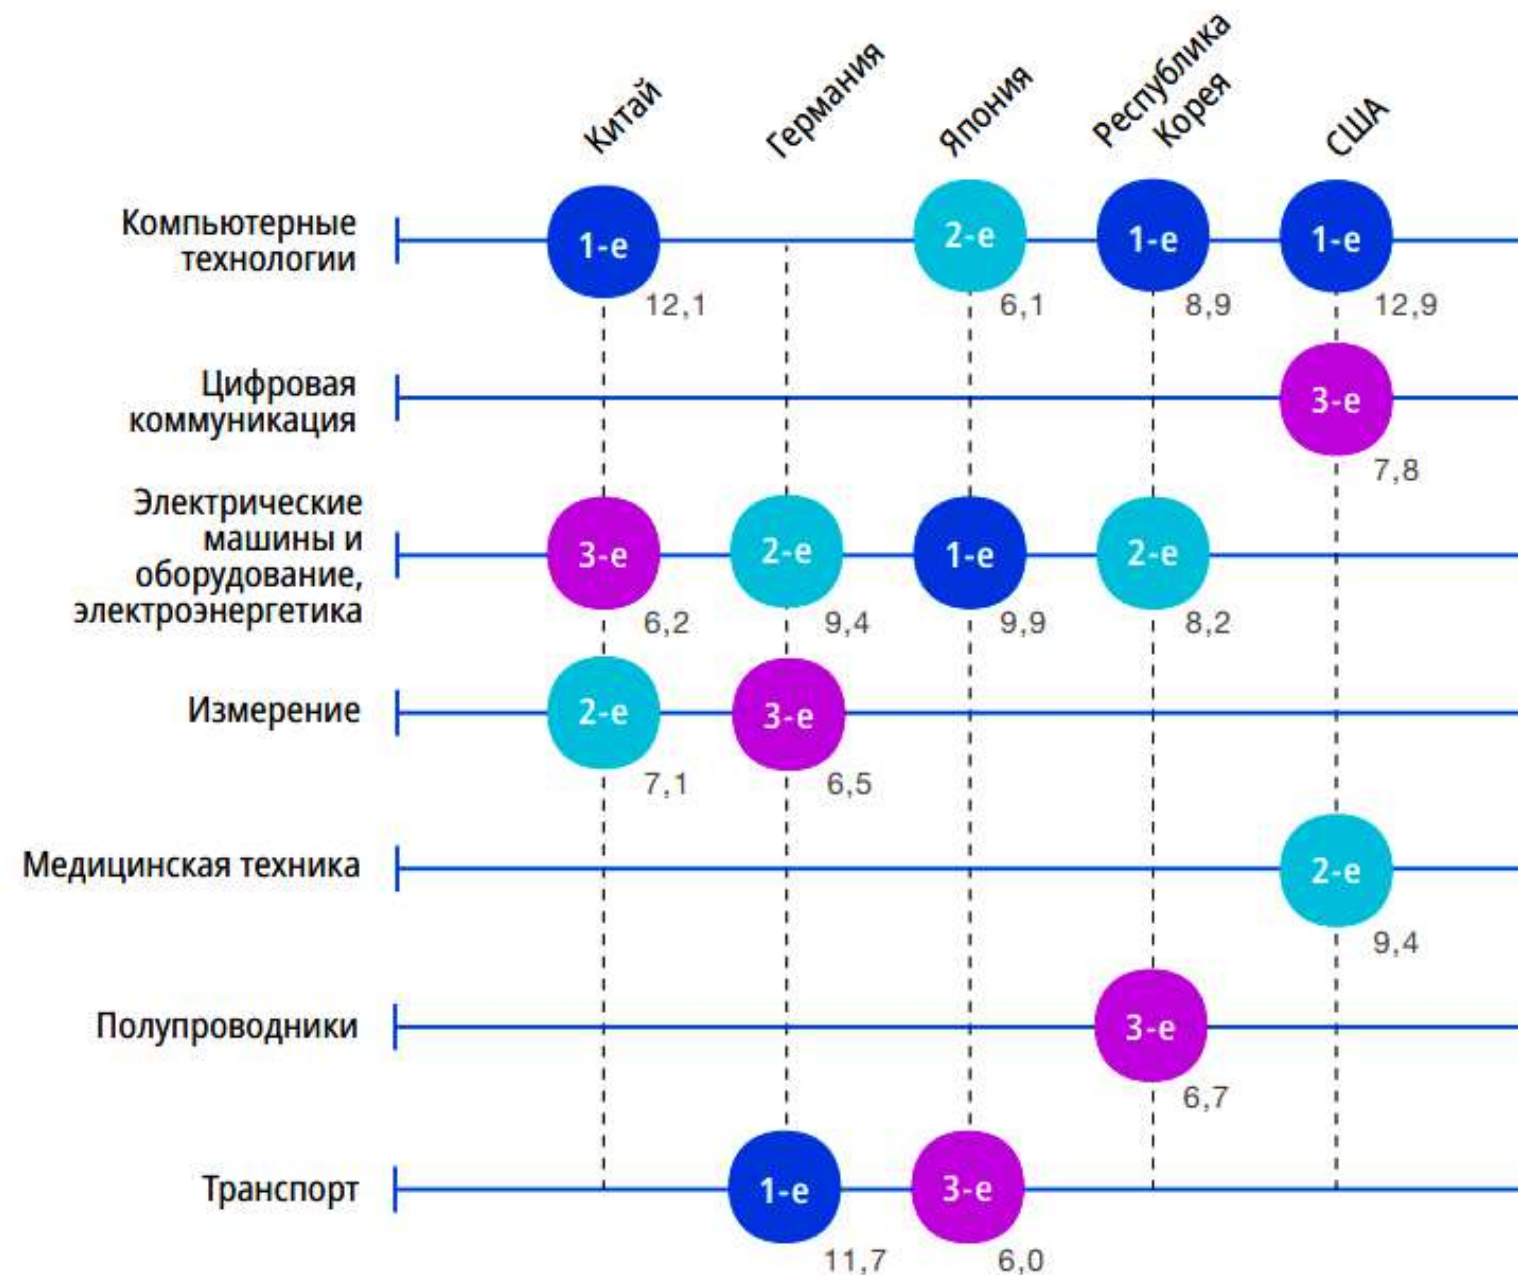 Китай
Германия
Япония
Республика
Корея
США
Компьютерные
технологии
1-е
2-е
1-е
1-е
12,1
6,1
8,9
12,9
Цифровая
коммуникация
3-е
7,8
Электрические
машины и
оборудование,
электроэнергетика
3-е
2-е
1-е
2-е
6,2
9,4
9,9
8,2
Измерение
2-е
3-е
7,1
6,5
Медицинская техника
2-е
9,4
Полупроводники
3-е
6,7
Транспорт
1-е
3-е
11,7
6,0